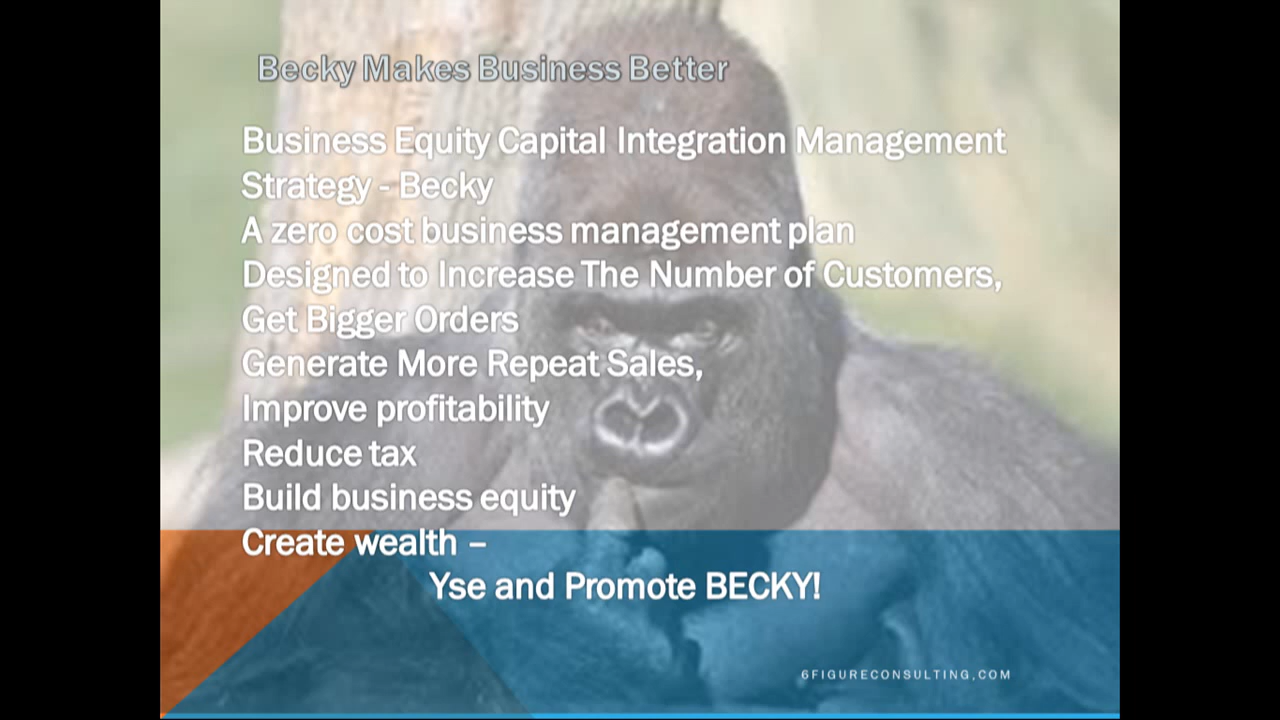 Becky Makes Business Better
Business Equity Capital Integration Management
Strategy - Becky
A zero cost business management plan
Designed to Increase The Number of Customers,
Get Bigger Orders
Generate More Repeat Sales,
Improve profitability
Reduce tax
Build business equity
Create wealth –
Yse and Promote BECKY!
6FIGURECONSULTING,COM